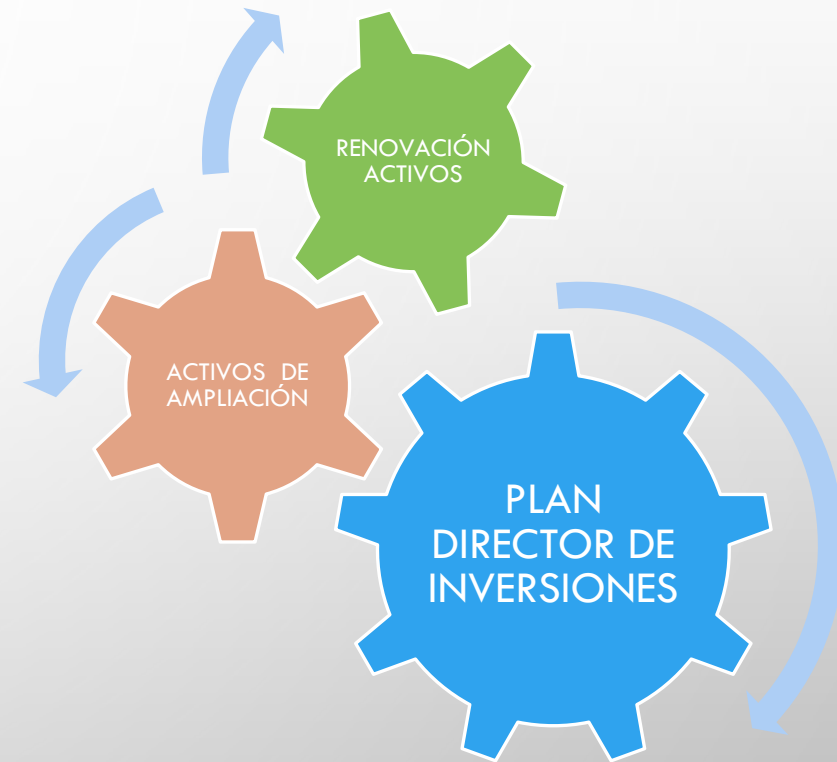 RENOVACIÓN
ACTIVOS
ACTIVOS DE
AMPLIACIÓN
PLAN
DIRECTOR DE
INVERSIONES